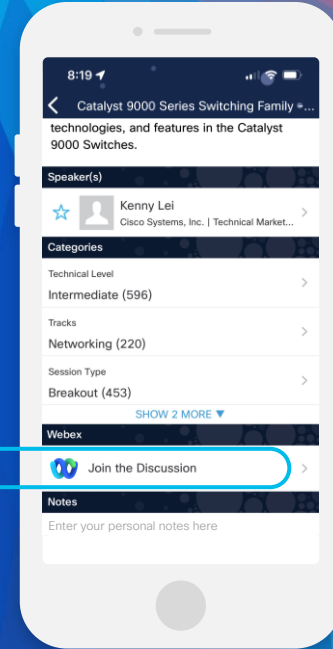 8:19
Catalyst 9000 Series Switching Family ...
technologies, and features in the Catalyst
9000 Switches.
Speaker(s)
Kenny Lei
Cisco Systems, Inc. | Technical Market...
Categories
Technical Level
Intermediate (596)
Tracks
Networking (220)
Session Type
Breakout (453)
SHOW 2 MORE ▼
Webex
Join the Discussion
Notes
Enter your personal notes here